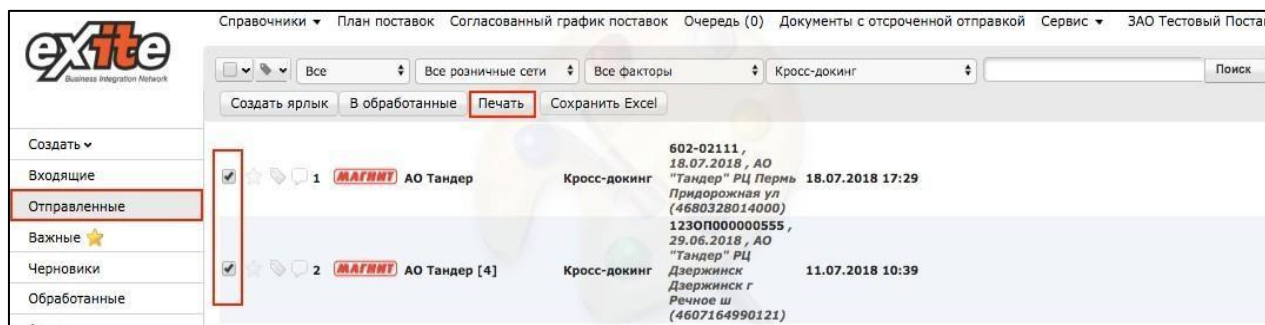 Справочники План поставок Согласованный график поставок Очередь (0) Документы с отсроченной отправкой Сервис ЗАО Тестовый Поста
exite
Business Integration Network
Все Все розничные сети Все факторы Кросс-докинг Поиск
Создать ярлык В обработанные Печать Сохранить Excel
Создать
Входящие
Отправленные
Важные
Черновики
Обработанные
602-02111 ,
18.07.2018 , АО
1 МАГНИТ АО Тандер Кросс-докинг "Тандер" РЦ Пермь 18.07.2018 17:29
Придорожная ул
(4680328014000)
123ОП000000555 ,
29.06.2018 , АО
"Тандер" РЦ
2 МАГНИТ АО Тандер [4] Кросс-докинг Дзержинск 11.07.2018 10:39
Дзержинск г
Речное ш
(4607164990121)